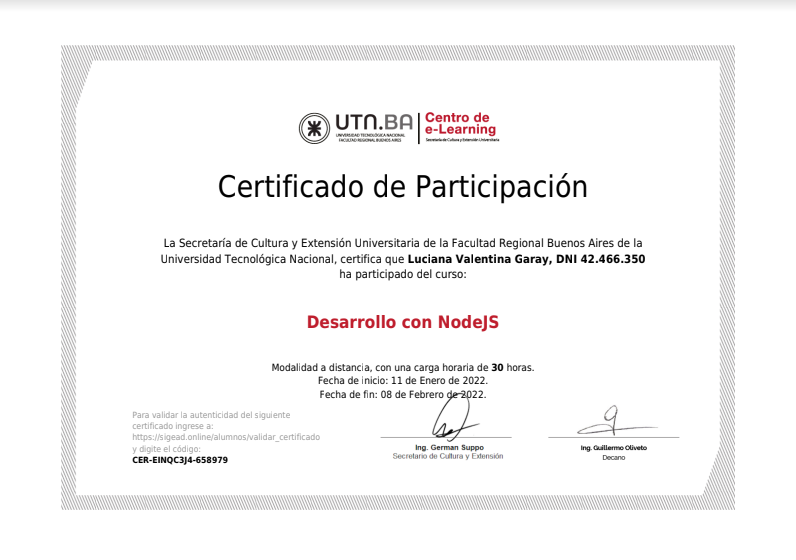 UTN.BA
UNIVERSIDAD TECNOLÓGICA NACIONAL
FACULTAD REGIONAL BUENOS AIRES
Centro de
e-Learning
Secretaría de Cultura y Extensión Universitaria
Certificado de Participación
La Secretaría de Cultura y Extensión Universitaria de la Facultad Regional Buenos Aires de la
Universidad Tecnológica Nacional, certifica que Luciana Valentina Garay, DNI 42.466.350
ha participado del curso:
Desarrollo con NodeJS
Modalidad a distancia, con una carga horaria de 30 horas.
Fecha de inicio: 11 de Enero de 2022.
Fecha de fin: 08 de Febrero de 2022.
Para validar la autenticidad del siguiente
certificado ingrese a:
https://sigead.online/alumnos/validar_certificado
y digite el código:
CER-EINQC3J4-658979
Ing. German Suppo
Secretario de Cultura y Extensión
Ing. Guillermo Oliveto
Decano